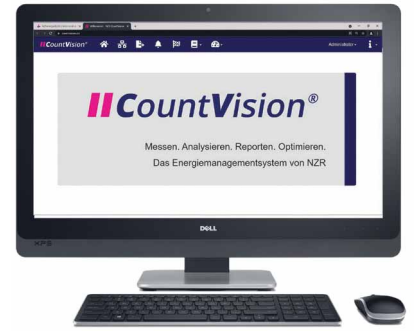 CountVision®
Administrator
CountVision®
Messen. Analysieren. Reporten. Optimieren.
Das Energiemanagementsystem von NZR
DELL
XPS